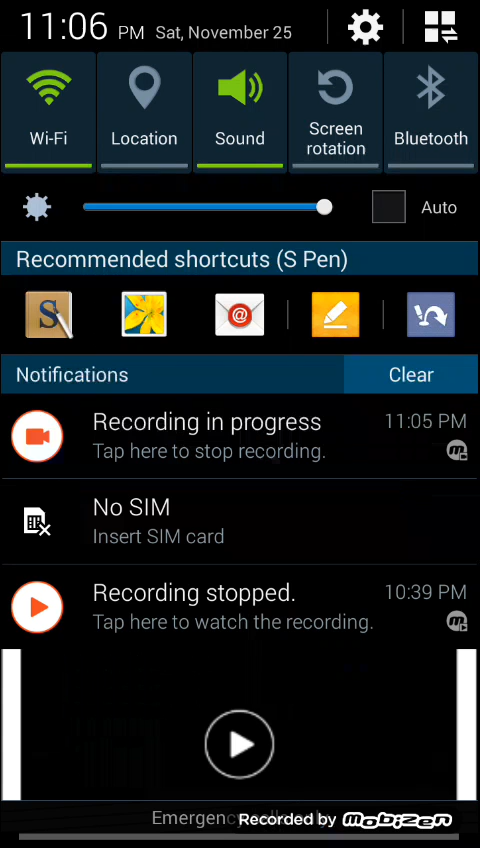 11:06 PM Sat, November 25
Wi-Fi
Location
Sound
Screen
rotation
Bluetooth
Auto
Recommended shortcuts (S Pen)
S
@
Notifications
Clear
Recording in progress
11:05 PM
Tap here to stop recording.
No SIM
Insert SIM card
Recording stopped.
10:39 PM
Tap here to watch the recording.
Emergency
Recorded by Mobizen